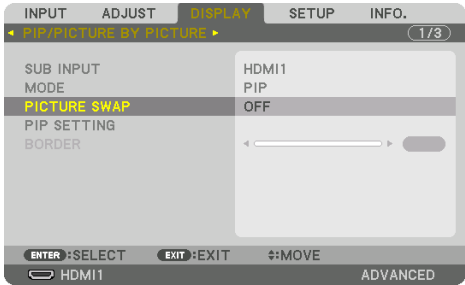 INPUT ADJUST DISPLAY SETUP INFO.
PIP/PICTURE BY PICTURE 1/3
SUB INPUT HDMI1
MODE PIP
PICTURE SWAP OFF
PIP SETTING
BORDER
ENTER :SELECT EXIT :EXIT :MOVE
HDMI1 ADVANCED